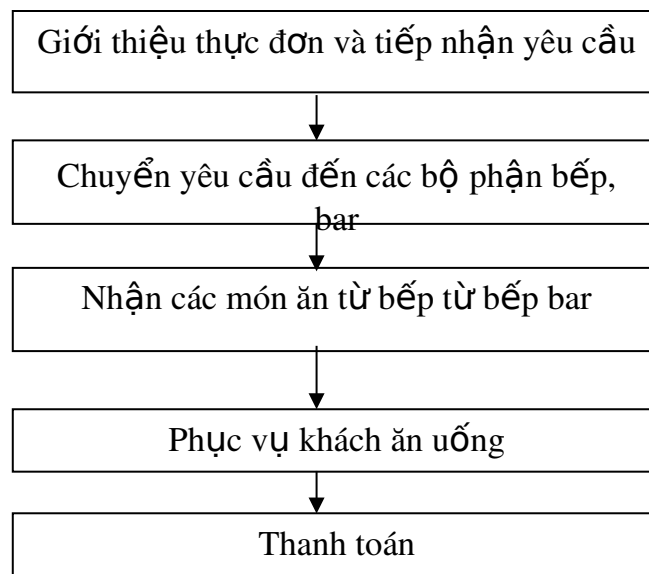 Giới thiệu thực đơn và tiếp nhận yêu cầu
Chuyển yêu cầu đến các bộ phận bếp,
bar
Nhận các món ăn từ bếp từ bếp bar
Phục vụ khách ăn uống
Thanh toán